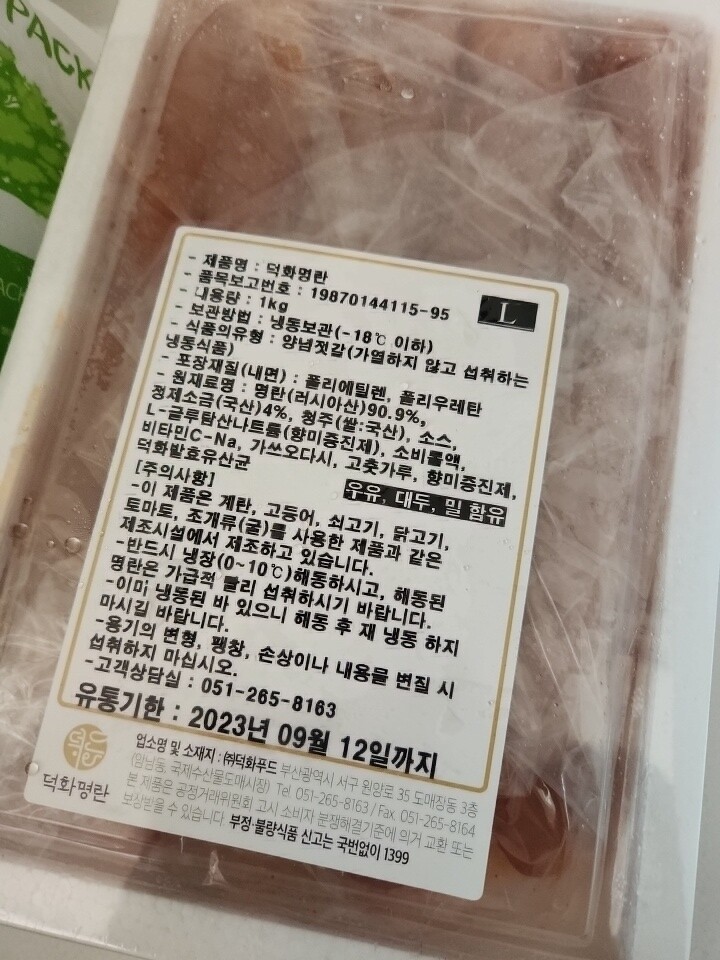 PACK
- 제품명 : 덕화명란
- 품목보고번호 : 19870144115-95
L
- 내용량 : 1kg
- 보관방법 : 냉동보관(-18℃ 이하)
- 식품의유형 : 양념젓갈(가열하지 않고 섭취하는
냉동식품)
- 포장재질(내면) : 폴리에틸렌, 폴리우레탄
- 원재료명 : 명란(러시아산)90.9%,
정제소금(국산)4%, 청주(쌀:국산), 소스,
L-글루탐산나트륨(향미증진제), 소비톨액,
비타민C-Na, 가쓰오다시, 고춧가루, 향미증진제,
덕화발효유산균
우유, 대두, 밀 함유
[주의사항]
-이 제품은 계란, 고등어, 쇠고기, 닭고기,
토마토, 조개류(굴)를 사용한 제품과 같은
제조시설에서 제조하고 있습니다.
-반드시 냉장(0~10℃)해동하시고, 해동된
명란은 가급적 빨리 섭취하시기 바랍니다.
-이미 냉동된 바 있으니 해동 후 재 냉동 하지
마시길 바랍니다.
-용기의 변형, 팽창, 손상이나 내용물 변질 시
섭취하지 마십시오.
-고객상담실 : 051-265-8163
유통기한 : 2023년 09월 12일까지
덕화명란
업소명 및 소재지 : ㈜덕화푸드 부산광역시 서구 원양로 35 도매장동 3층
(암남동, 국제수산물도매시장) Tel 051-265-8163 / Fax 051-265-8164
본 제품은 공정거래위원회 고시 소비자 분쟁해결기준에 의거 교환 또는
보상받을 수 있습니다 부정·불량식품 신고는 국번없이 1399